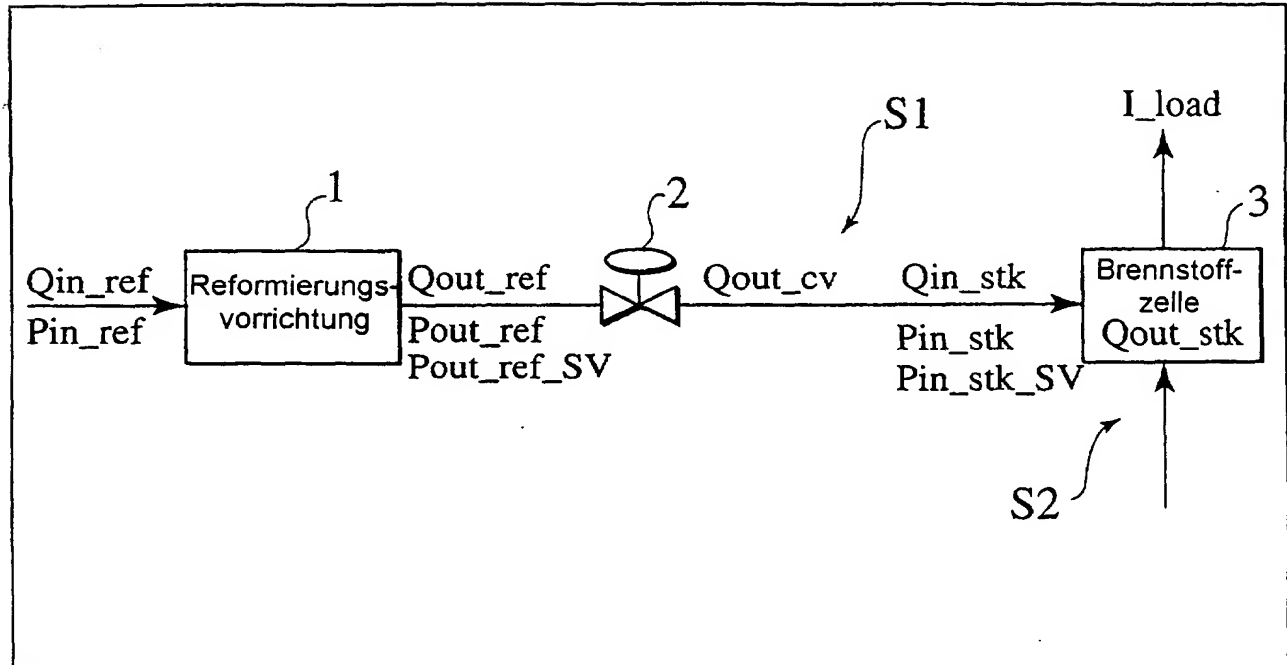 I_load
S1
1
2
3
Qin_ref
Pin_ref
Reformierungs-
vorrichtung
Qout_ref
Pout_ref
Pout_ref_SV
Qout_cv
Qin_stk
Pin_stk
Pin_stk_SV
Brennstoff-
zelle
Qout_stk
S2